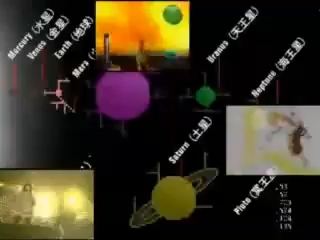 Mercury (水星)
Venus (金星)
Earth (地球)
Mars (
Uranus (天王星)
Neptune (海王星)
Saturn (土星)
Pluto (冥王星)